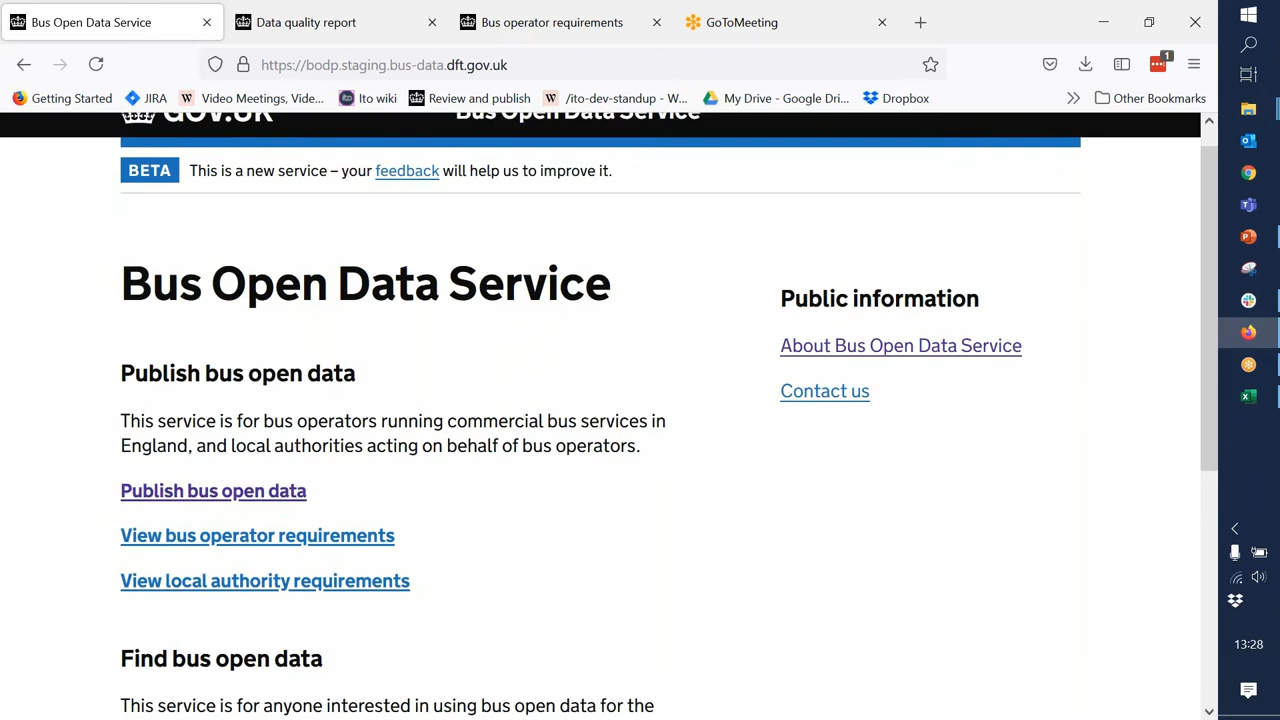 Bus Open Data Service
Data quality report
Bus operator requirements
GoToMeeting
https://bodp.staging.bus-data.dft.gov.uk
1
Getting Started
JIRA
Video Meetings, Vide...
Ito wiki
Review and publish
/ito-dev-standup - W...
My Drive - Google Dri...
Dropbox
Other Bookmarks
GOV.UK
Bus Open Data Service
BETA This is a new service – your feedback will help us to improve it.
Bus Open Data Service
Publish bus open data
This service is for bus operators running commercial bus services in
England, and local authorities acting on behalf of bus operators.
Publish bus open data
View bus operator requirements
View local authority requirements
Find bus open data
This service is for anyone interested in using bus open data for the
Public information
About Bus Open Data Service
Contact us
13:28